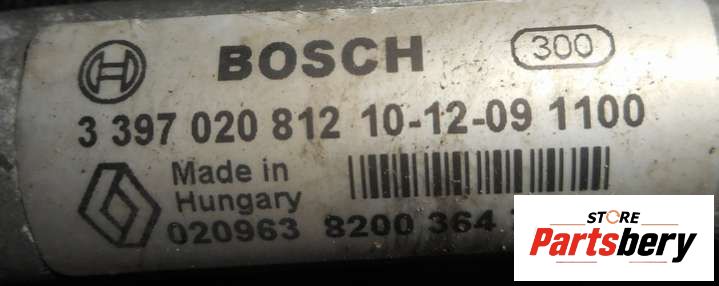 BOSCH 300
3 397 020 812 10-12-09 1100
Made in
Hungary
020963 8200 364
STORE
Partsbery